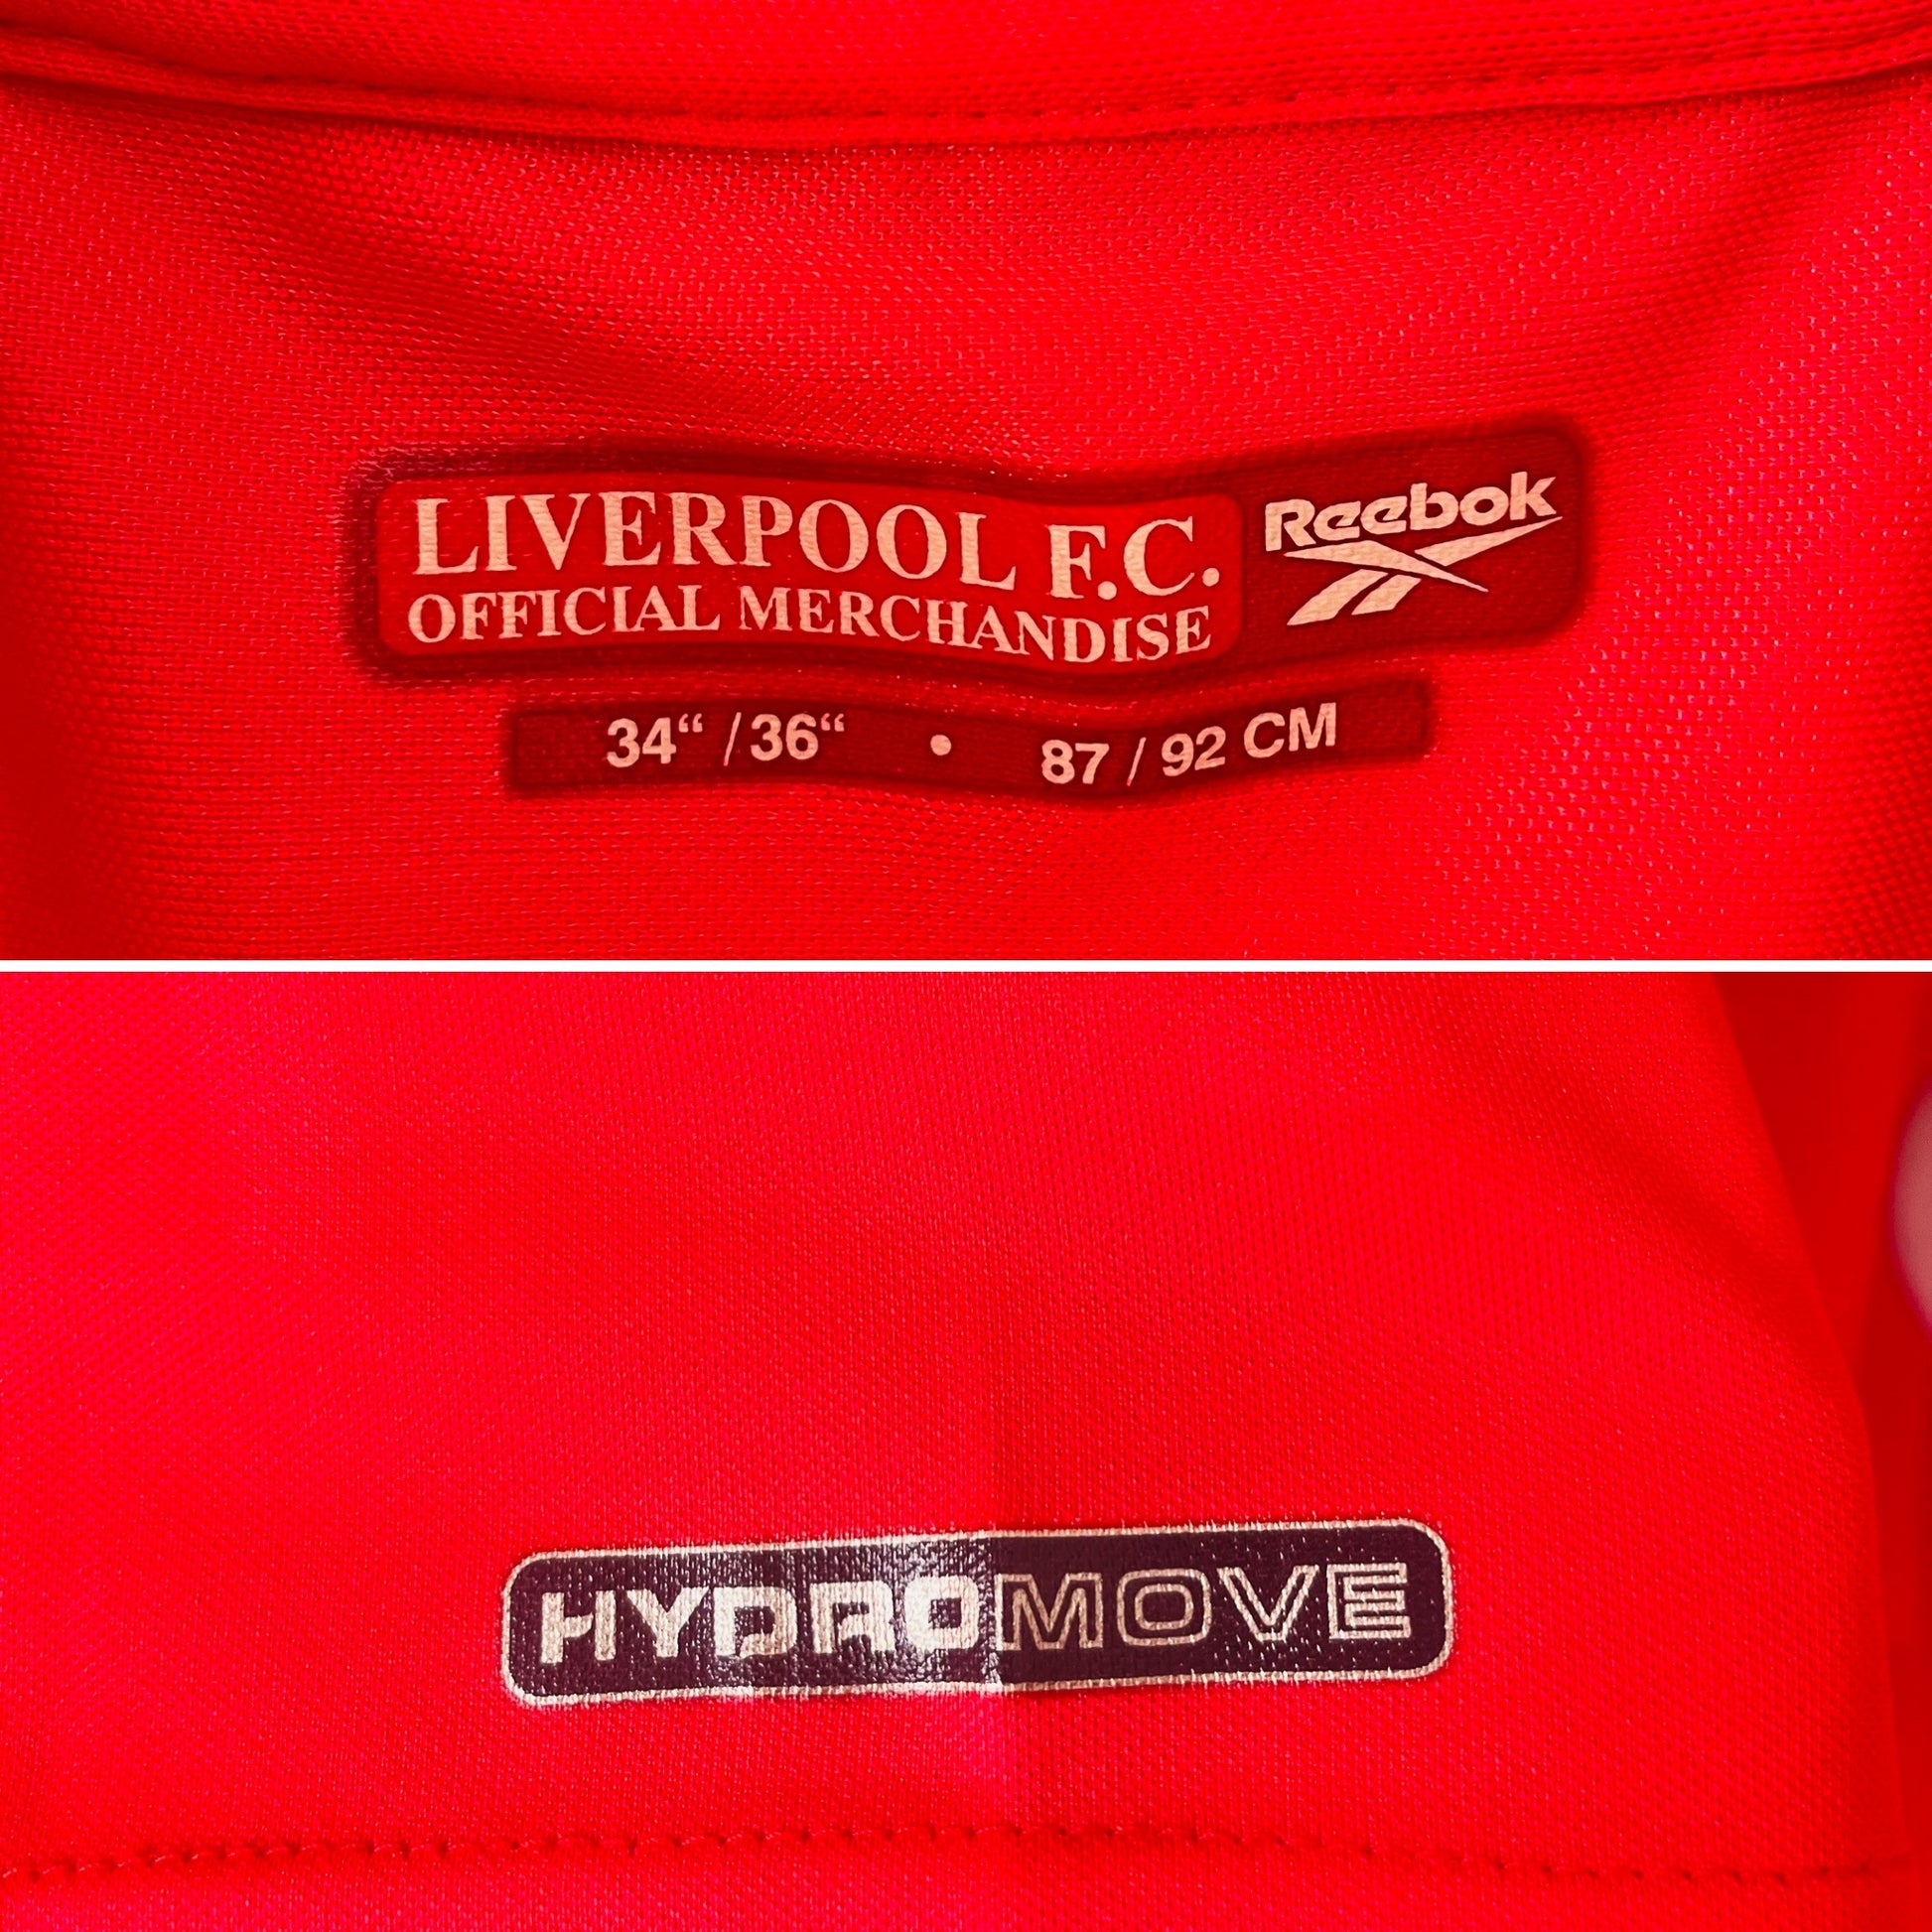 LIVERPOOL F.C.
OFFICIAL MERCHANDISE
Reebok
34“ / 36“ • 87 / 92 CM
HYDROMOVE